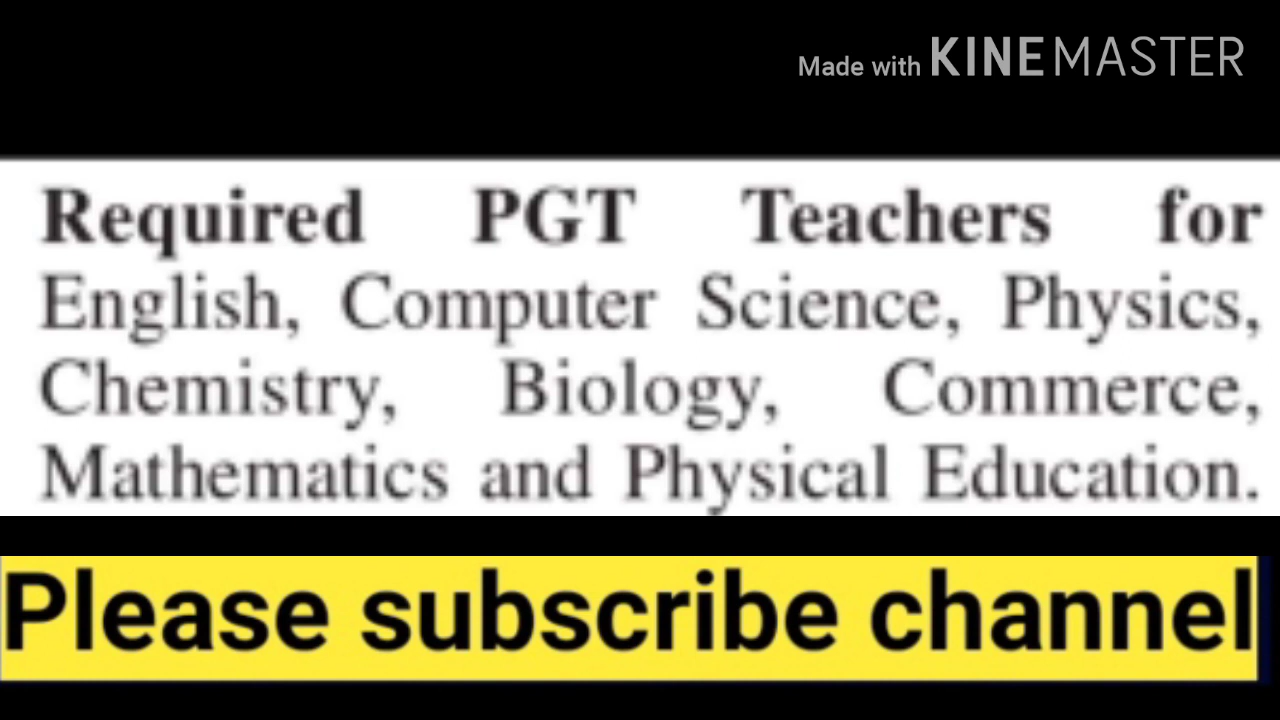 Made with KINEMASTER
Required PGT Teachers for
English, Computer Science, Physics,
Chemistry, Biology, Commerce,
Mathematics and Physical Education.
Please subscribe channel